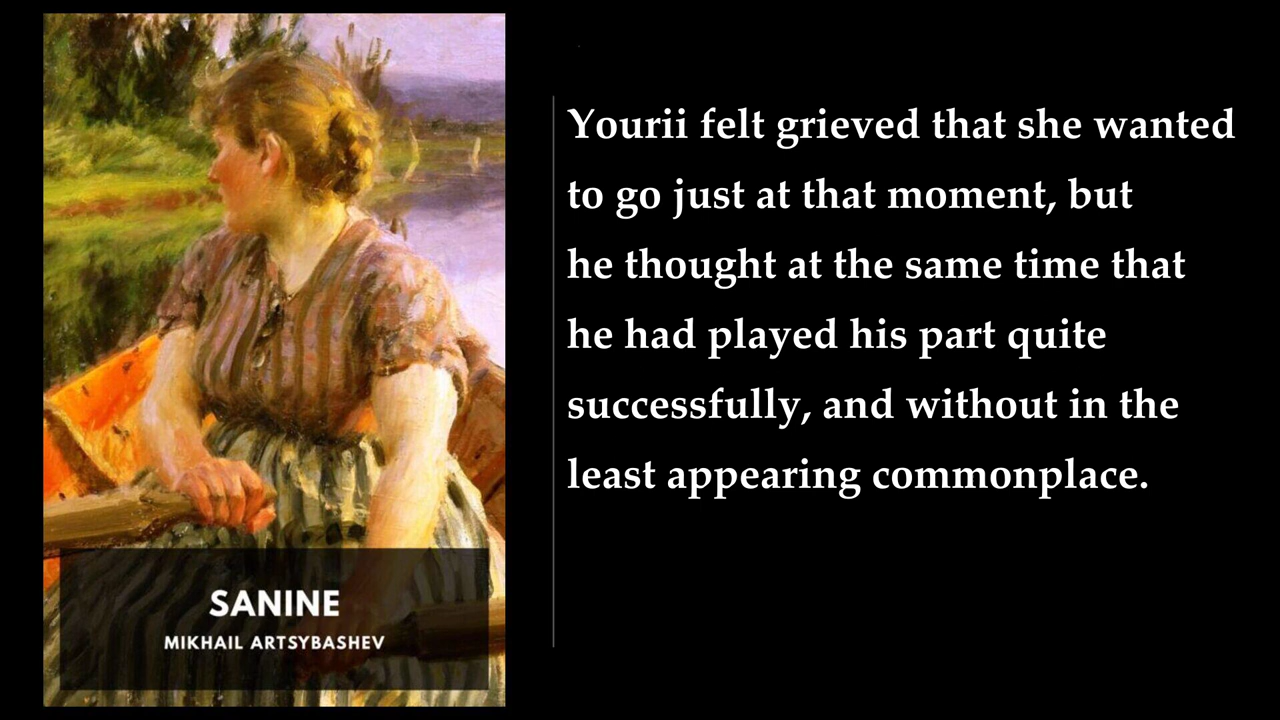 SANINE
MIKHAIL ARTSYBASHEV
Yourii felt grieved that she wanted
to go just at that moment, but
he thought at the same time that
he had played his part quite
successfully, and without in the
least appearing commonplace.